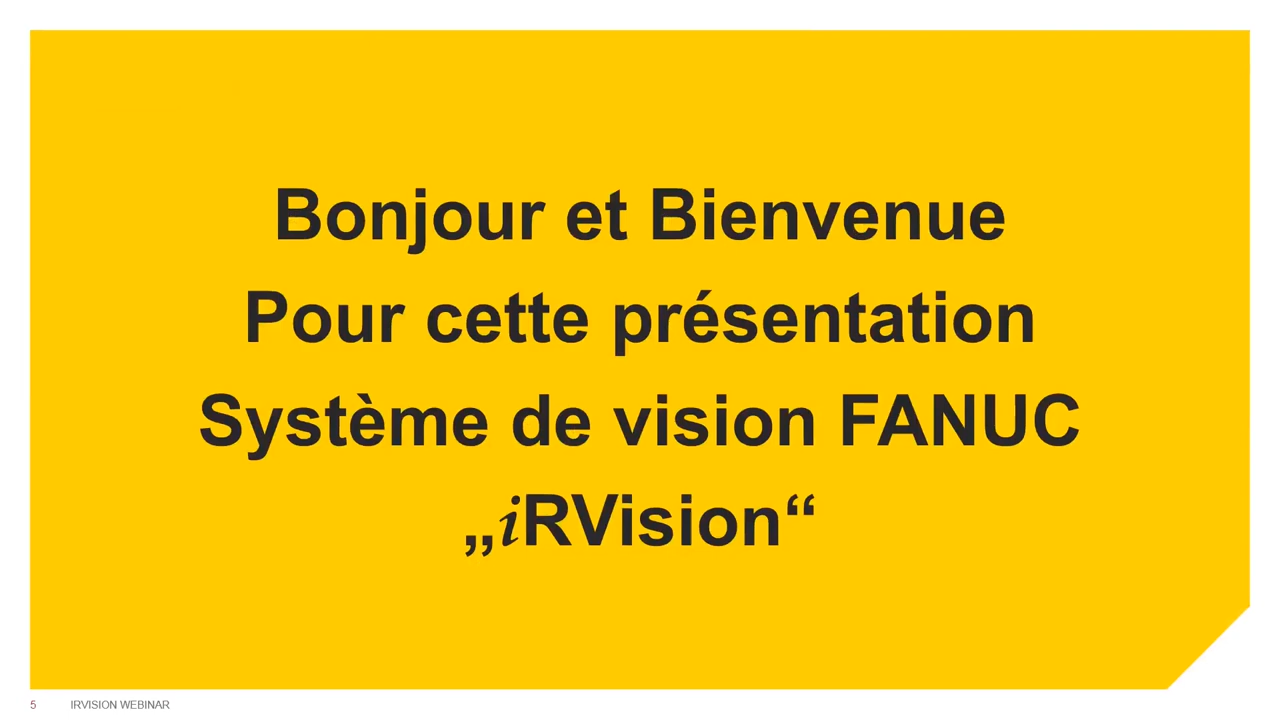 Bonjour et Bienvenue
Pour cette présentation
Système de vision FANUC
„iRVision“
5 IRVISION WEBINAR